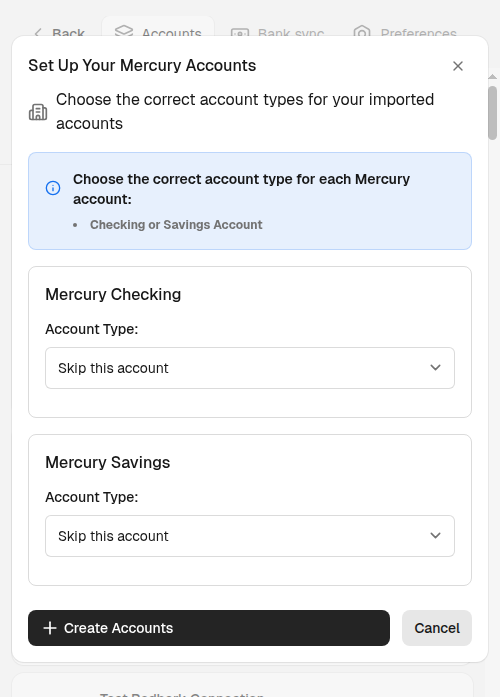 Back Accounts Bank sync Preferences
Set Up Your Mercury Accounts
Choose the correct account types for your imported
accounts
Choose the correct account type for each Mercury
account:
• Checking or Savings Account
Mercury Checking
Account Type:
Skip this account
Mercury Savings
Account Type:
Skip this account
Create Accounts Cancel